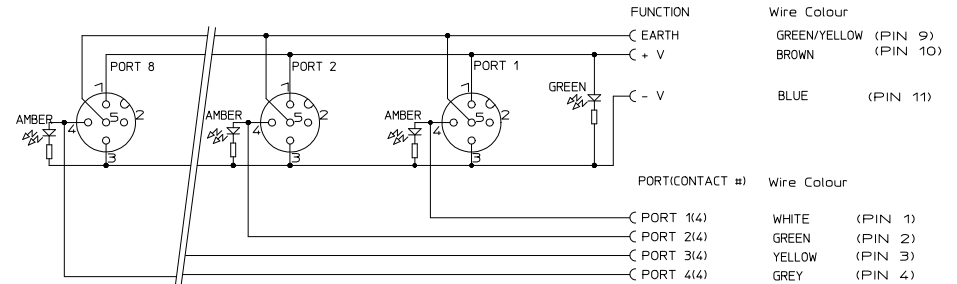 FUNCTION Wire Colour
EARTH GREEN/YELLOW (PIN 9)
+ V BROWN (PIN 10)
PORT 8 PORT 2 PORT 1
GREEN
- V BLUE (PIN 11)
1 1 1
AMBER 4 5 2 AMBER 4 5 2 AMBER 4 5 2
3 3 3
PORT(CONTACT #) Wire Colour
PORT 1(4) WHITE (PIN 1)
PORT 2(4) GREEN (PIN 2)
PORT 3(4) YELLOW (PIN 3)
PORT 4(4) GREY (PIN 4)